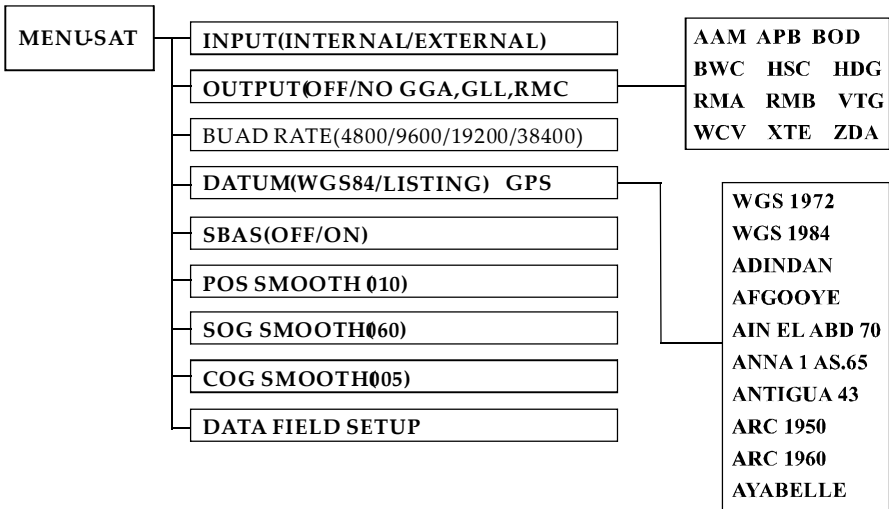 MENU-SAT
INPUT(INTERNAL/EXTERNAL)
OUTPUT(OFF/NO GGA,GLL,RMC
BUAD RATE(4800/9600/19200/38400)
DATUM(WGS84/LISTING) GPS
SBAS(OFF/ON)
POS SMOOTH (010)
SOG SMOOTH(060)
COG SMOOTH(005)
DATA FIELD SETUP
AAM APB BOD
BWC HSC HDG
RMA RMB VTG
WCV XTE ZDA
WGS 1972
WGS 1984
ADINDAN
AFGOOYE
AIN EL ABD 70
ANNA 1 AS.65
ANTIGUA 43
ARC 1950
ARC 1960
AYABELLE